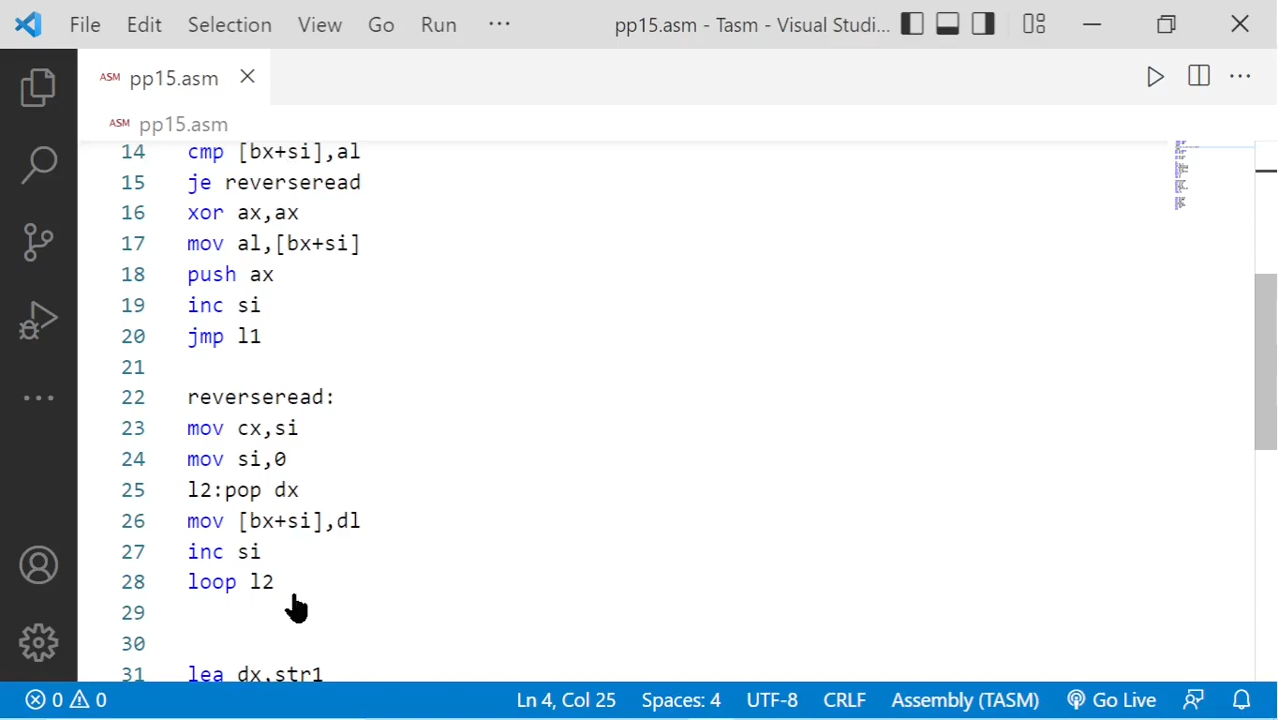 File Edit Selection View Go Run ··· pp15.asm - Tasm - Visual Studi...
ASM pp15.asm
ASM pp15.asm
14 cmp [bx+si],al
15 je reverseread
16 xor ax,ax
17 mov al,[bx+si]
18 push ax
19 inc si
20 jmp l1
21
22 reverseread:
23 mov cx,si
24 mov si,0
25 l2:pop dx
26 mov [bx+si],dl
27 inc si
28 loop l2
29
30
31 lea dx,str1
0 0 Ln 4, Col 25 Spaces: 4 UTF-8 CRLF Assembly (TASM) Go Live